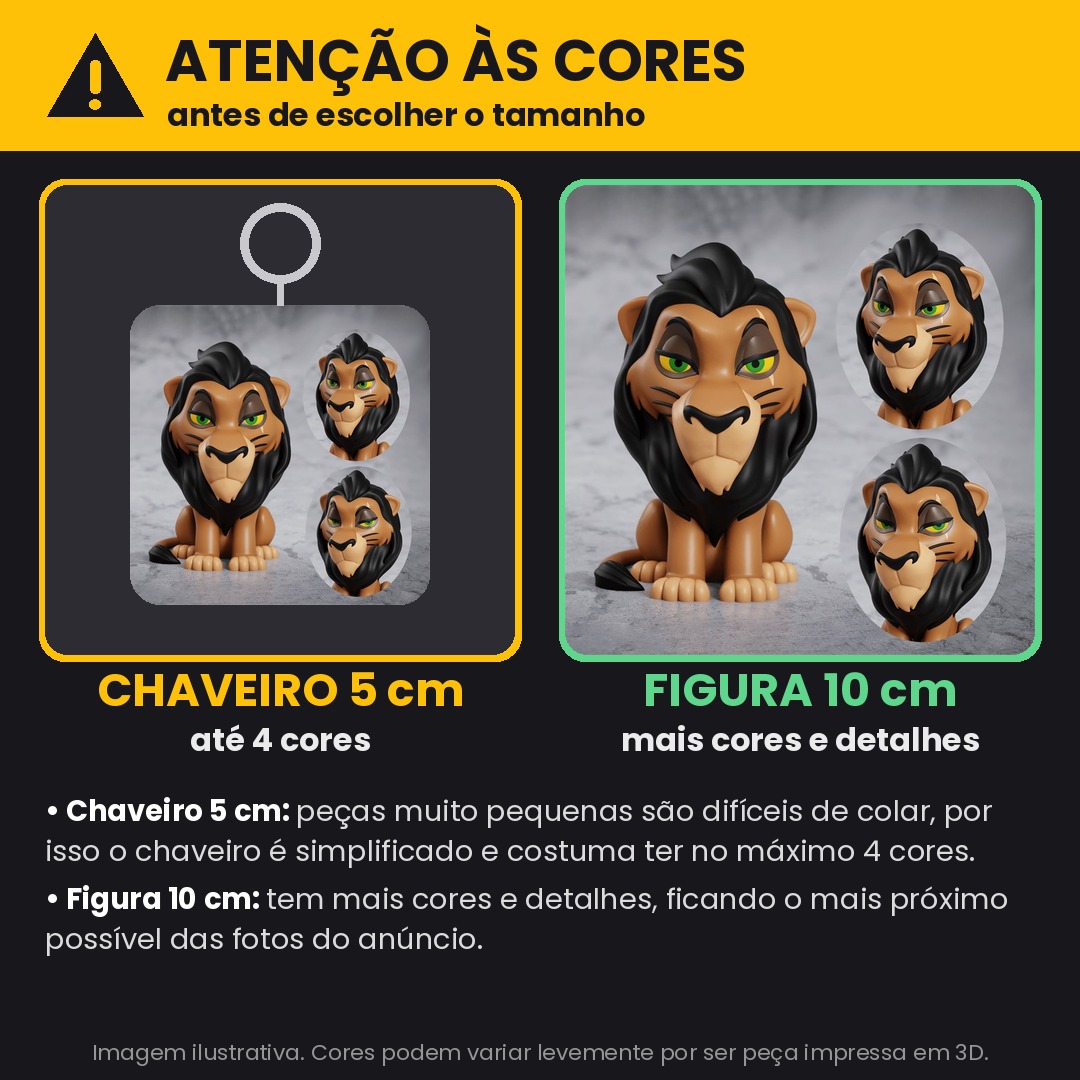 ATENÇÃO ÀS CORES
antes de escolher o tamanho
CHAVEIRO 5 cm
até 4 cores
FIGURA 10 cm
mais cores e detalhes
• Chaveiro 5 cm: peças muito pequenas são difíceis de colar, por
isso o chaveiro é simplificado e costuma ter no máximo 4 cores.
• Figura 10 cm: tem mais cores e detalhes, ficando o mais próximo
possível das fotos do anúncio.
Imagem ilustrativa. Cores podem variar levemente por ser peça impressa em 3D.